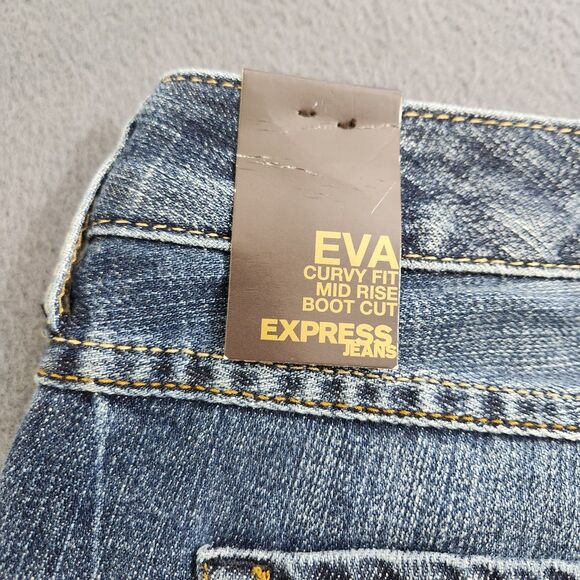 EVA
CURVY FIT
MID RISE
BOOT CUT
EXPRESS
JEANS